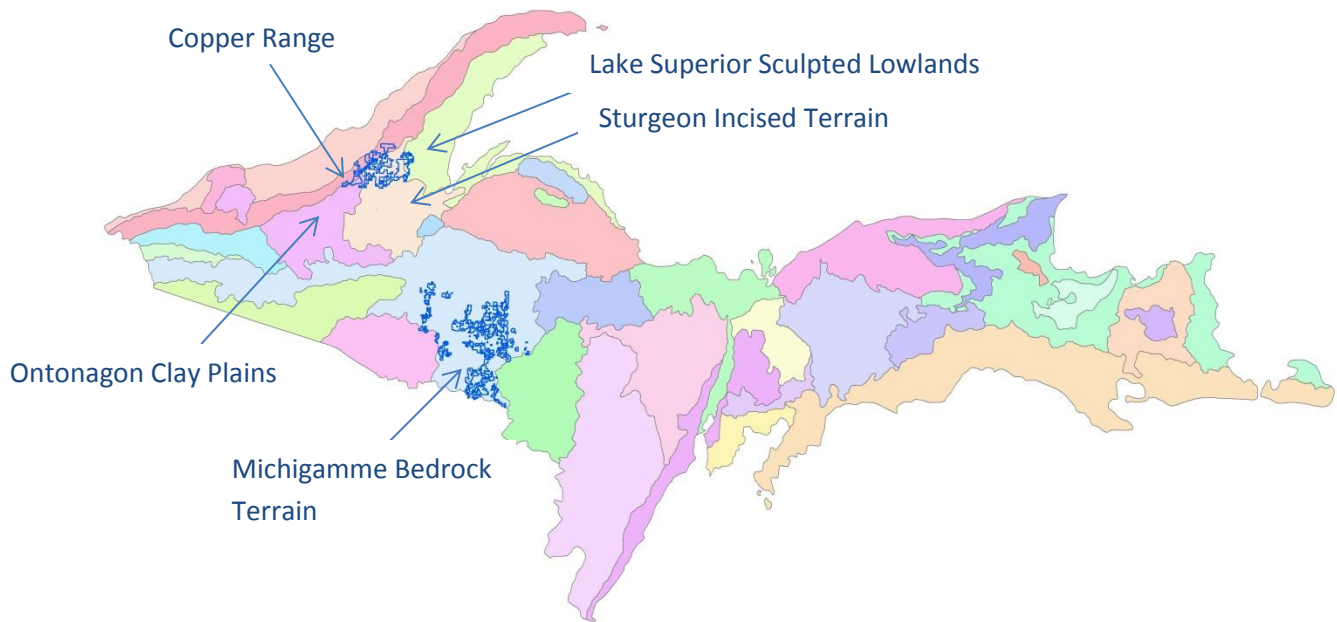 Copper Range
Lake Superior Sculpted Lowlands
Sturgeon Incised Terrain
Ontonagon Clay Plains
Michigamme Bedrock
Terrain